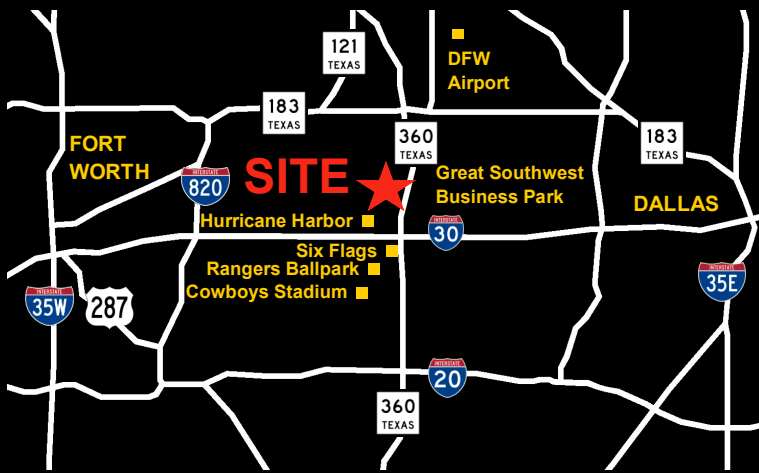 121
TEXAS
DFW
Airport
183
TEXAS
360
TEXAS
183
TEXAS
FORT
WORTH
INTERSTATE
820
SITE
Great Southwest
Business Park
DALLAS
Hurricane Harbor
INTERSTATE
30
Six Flags
Rangers Ballpark
Cowboys Stadium
INTERSTATE
35W
287
INTERSTATE
35E
INTERSTATE
20
360
TEXAS